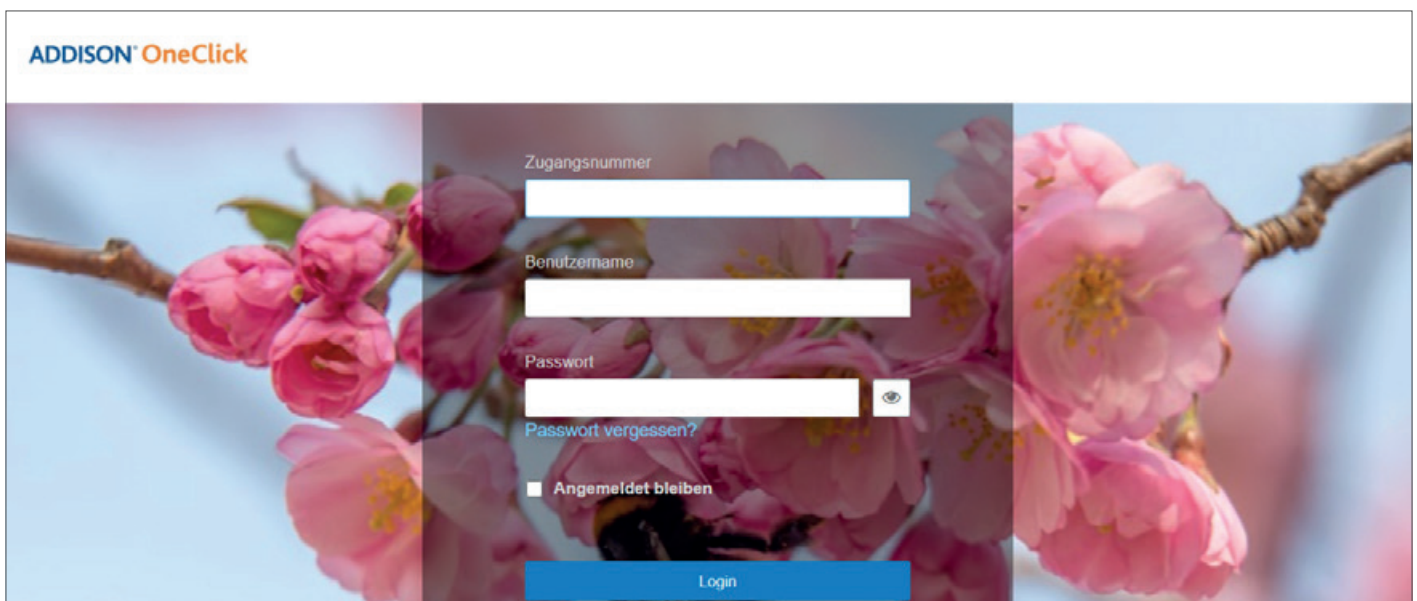 ADDISON® OneClick
Zugangsnummer
Benutzername
Passwort
Passwort vergessen?
Angemeldet bleiben
Login